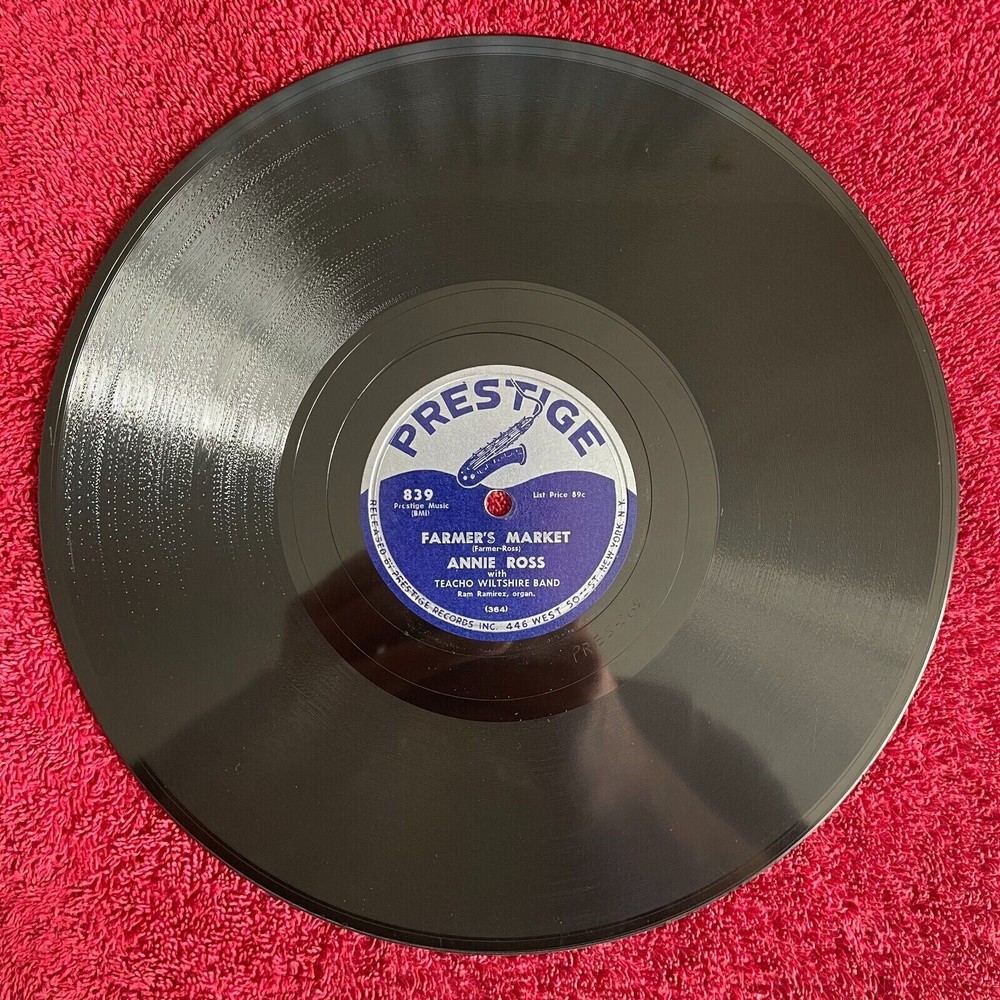 PRESTIGE
839
List Price 89c
Prestige Music
(BMI)
FARMER'S MARKET
(Farmer-Ross)
ANNIE ROSS
with
TEACHO WILTSHIRE BAND
Ram Ramirez, organ.
(364)
RELEASED BY PRESTIGE RECORDS INC. 446 WEST 50-- ST. NEW YORK N.Y.